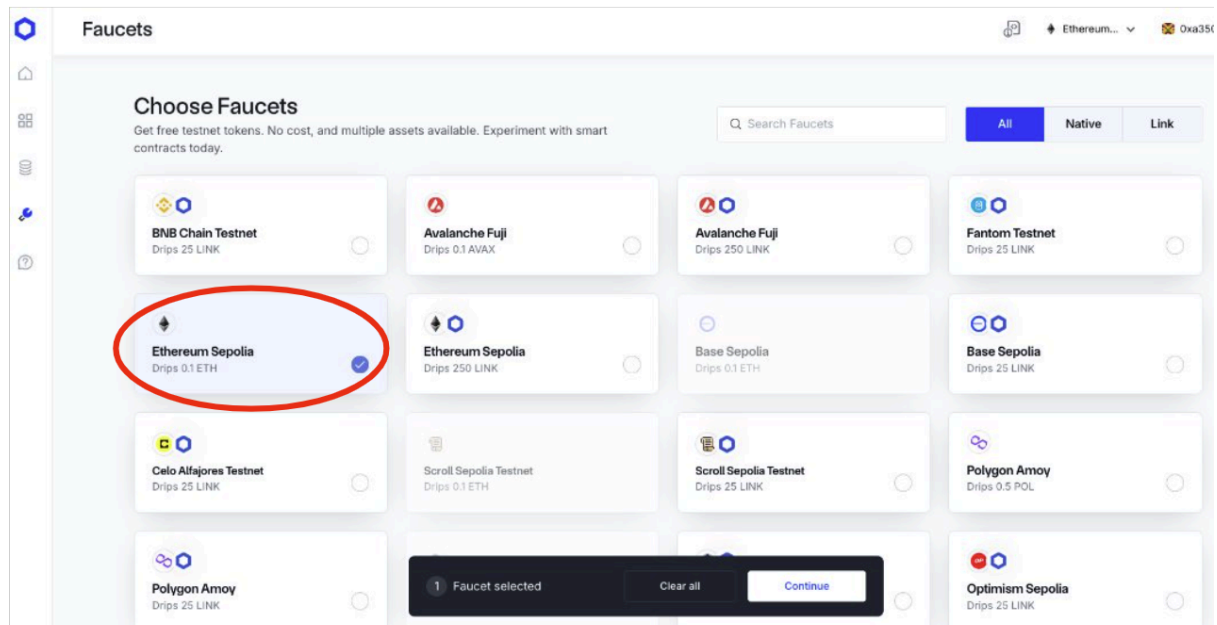 Faucets
Ethereum...
0xa350
Choose Faucets
Get free testnet tokens. No cost, and multiple assets available. Experiment with smart
contracts today.
Search Faucets
All
Native
Link
BNB Chain Testnet
Drips 25 LINK
Avalanche Fuji
Drips 0.1 AVAX
Avalanche Fuji
Drips 250 LINK
Fantom Testnet
Drips 25 LINK
Ethereum Sepolia
Drips 0.1 ETH
Ethereum Sepolia
Drips 250 LINK
Base Sepolia
Drips 0.1 ETH
Base Sepolia
Drips 25 LINK
Celo Alfajores Testnet
Drips 25 LINK
Scroll Sepolia Testnet
Drips 0.1 ETH
Scroll Sepolia Testnet
Drips 25 LINK
Polygon Amoy
Drips 0.5 POL
Polygon Amoy
Drips 25 LINK
1 Faucet selected
Clear all
Continue
Optimism Sepolia
Drips 25 LINK